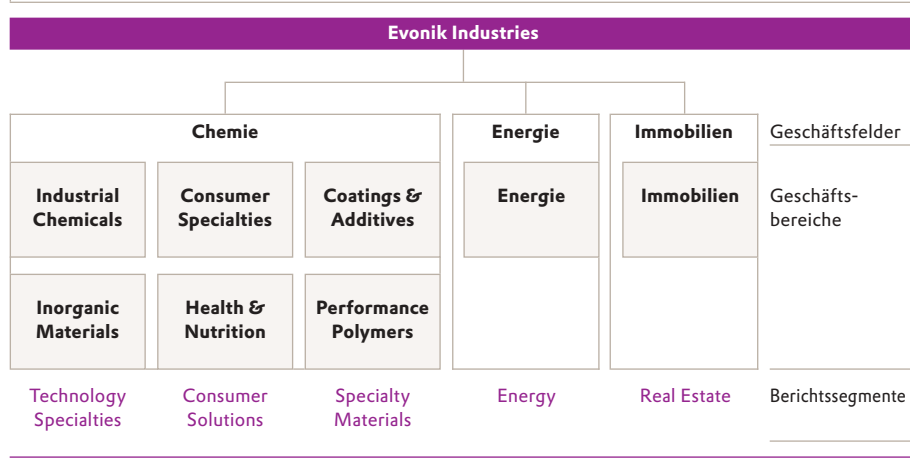 Evonik Industries
Chemie
Energie
Immobilien
Geschäftsfelder
Industrial
Chemicals
Consumer
Specialties
Coatings &
Additives
Energie
Immobilien
Geschäfts-
bereiche
Inorganic
Materials
Health &
Nutrition
Performance
Polymers
Technology
Specialties
Consumer
Solutions
Specialty
Materials
Energy
Real Estate
Berichtssegmente